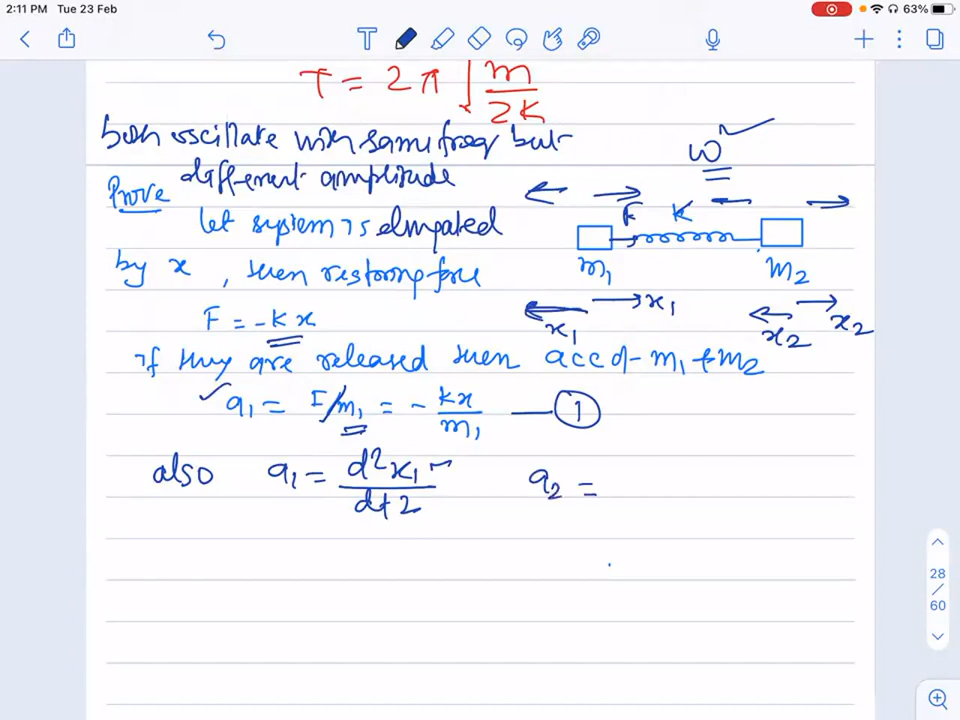 2:11 PM Tue 23 Feb
63%
T = 2π √m/2K
both oscillate with same freq but
different amplitude
ω
Prove
let system is elongated
F K
m1 m2
by x , then restoring force
x1 x1 x2 x2
F = -Kx
if they are released then acc of m1 + m2
a1 = F/m1 = - kx/m1 — 1
also a1 = d²x1/dt2 a2 =
28
/
60